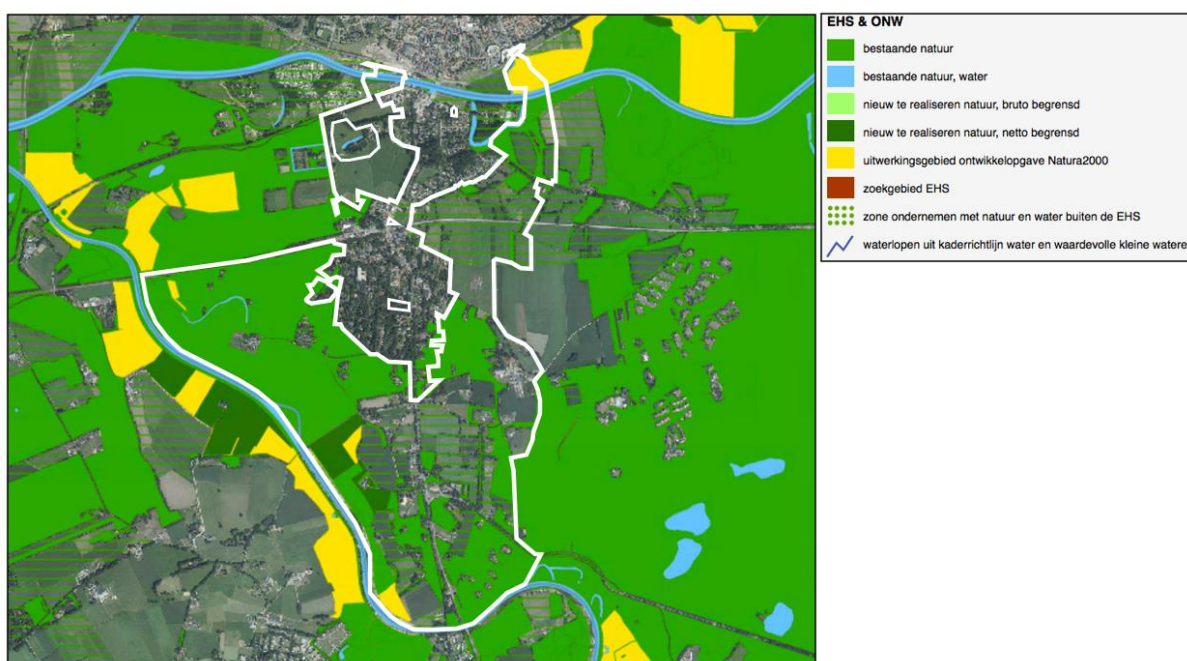 EHS & ONW
bestaande natuur
bestaande natuur, water
nieuw te realiseren natuur, bruto begrensd
nieuw te realiseren natuur, netto begrensd
uitwerkingsgebied ontwikkelopgave Natura2000
zoekgebied EHS
zone ondernemen met natuur en water buiten de EHS
waterlopen uit kaderrichtlijn water en waardevolle kleine watere